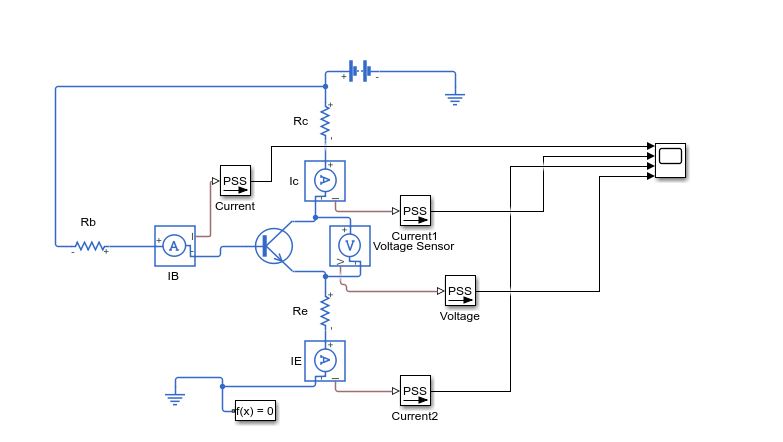 +
-
Rc
+
-
PSS
Current
Ic
+
A
I
-
PSS
Current1
Rb
-
+
+
A
I
-
IB
+
V
V
-
Voltage Sensor
PSS
Voltage
Re
+
-
IE
+
A
I
-
PSS
Current2
f(x) = 0